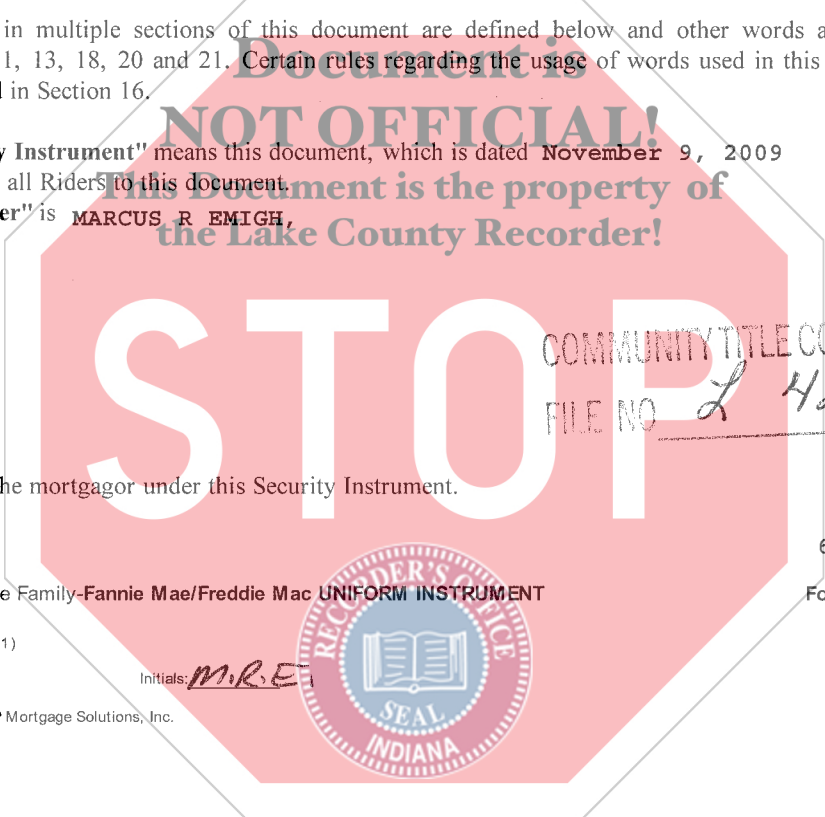 in multiple sections of this document are defined below and other words a
1, 13, 18, 20 and 21. Certain rules regarding the usage of words used in this
in Section 16.
Document is
NOT OFFICIAL!
This Document is the property of
the Lake County Recorder!
y Instrument" means this document, which is dated November 9, 2009
all Riders to this document.
er" is MARCUS R EMIGH,
STOP
COMMUNITY TITLE CO
FILE NO L 4
he mortgagor under this Security Instrument.
6
e Family-Fannie Mae/Freddie Mac UNIFORM INSTRUMENT Fo
1)
Initials: M.R.E
Mortgage Solutions, Inc.
RECORDER'S OFFICE
SEAL
INDIANA